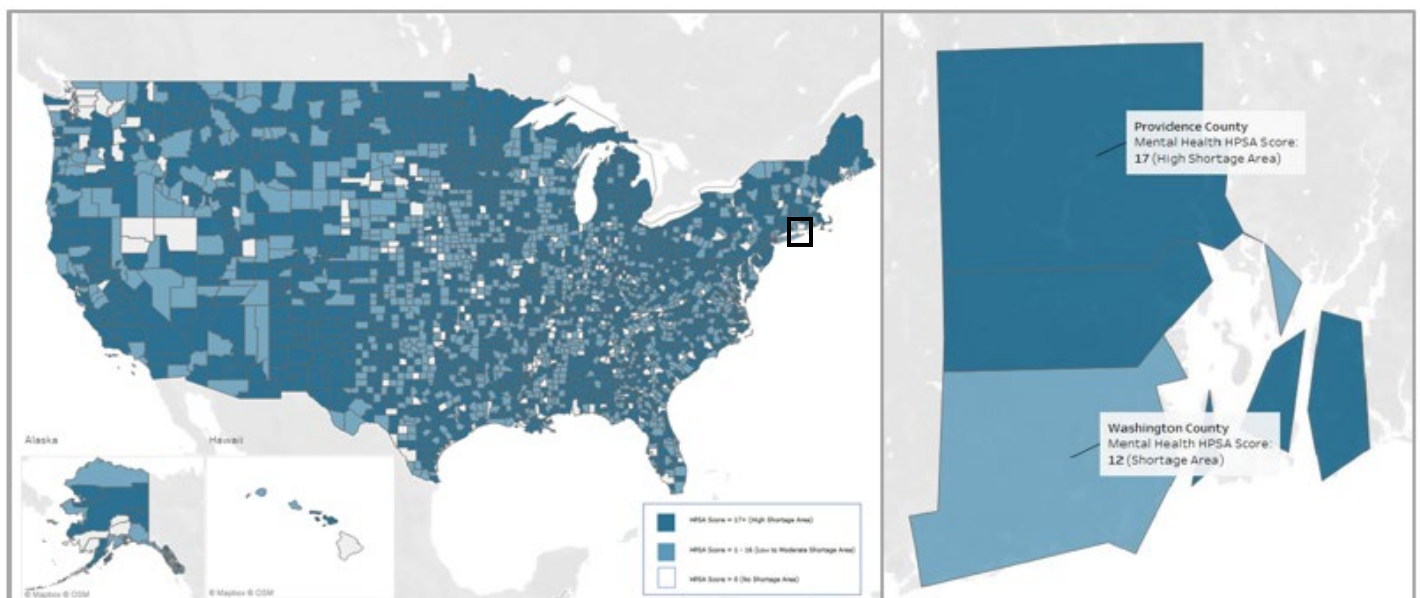 Providence County
Mental Health HPSA Score:
17 (High Shortage Area)
Washington County
Mental Health HPSA Score:
12 (Shortage Area)
Alaska
Hawaii
HPSA Score = 17+ (High Shortage Area)
HPSA Score = 1 - 16 (Low to Moderate Shortage Area)
HPSA Score = 0 (No Shortage Area)
© Mapbox © OSM
© Mapbox © OSM